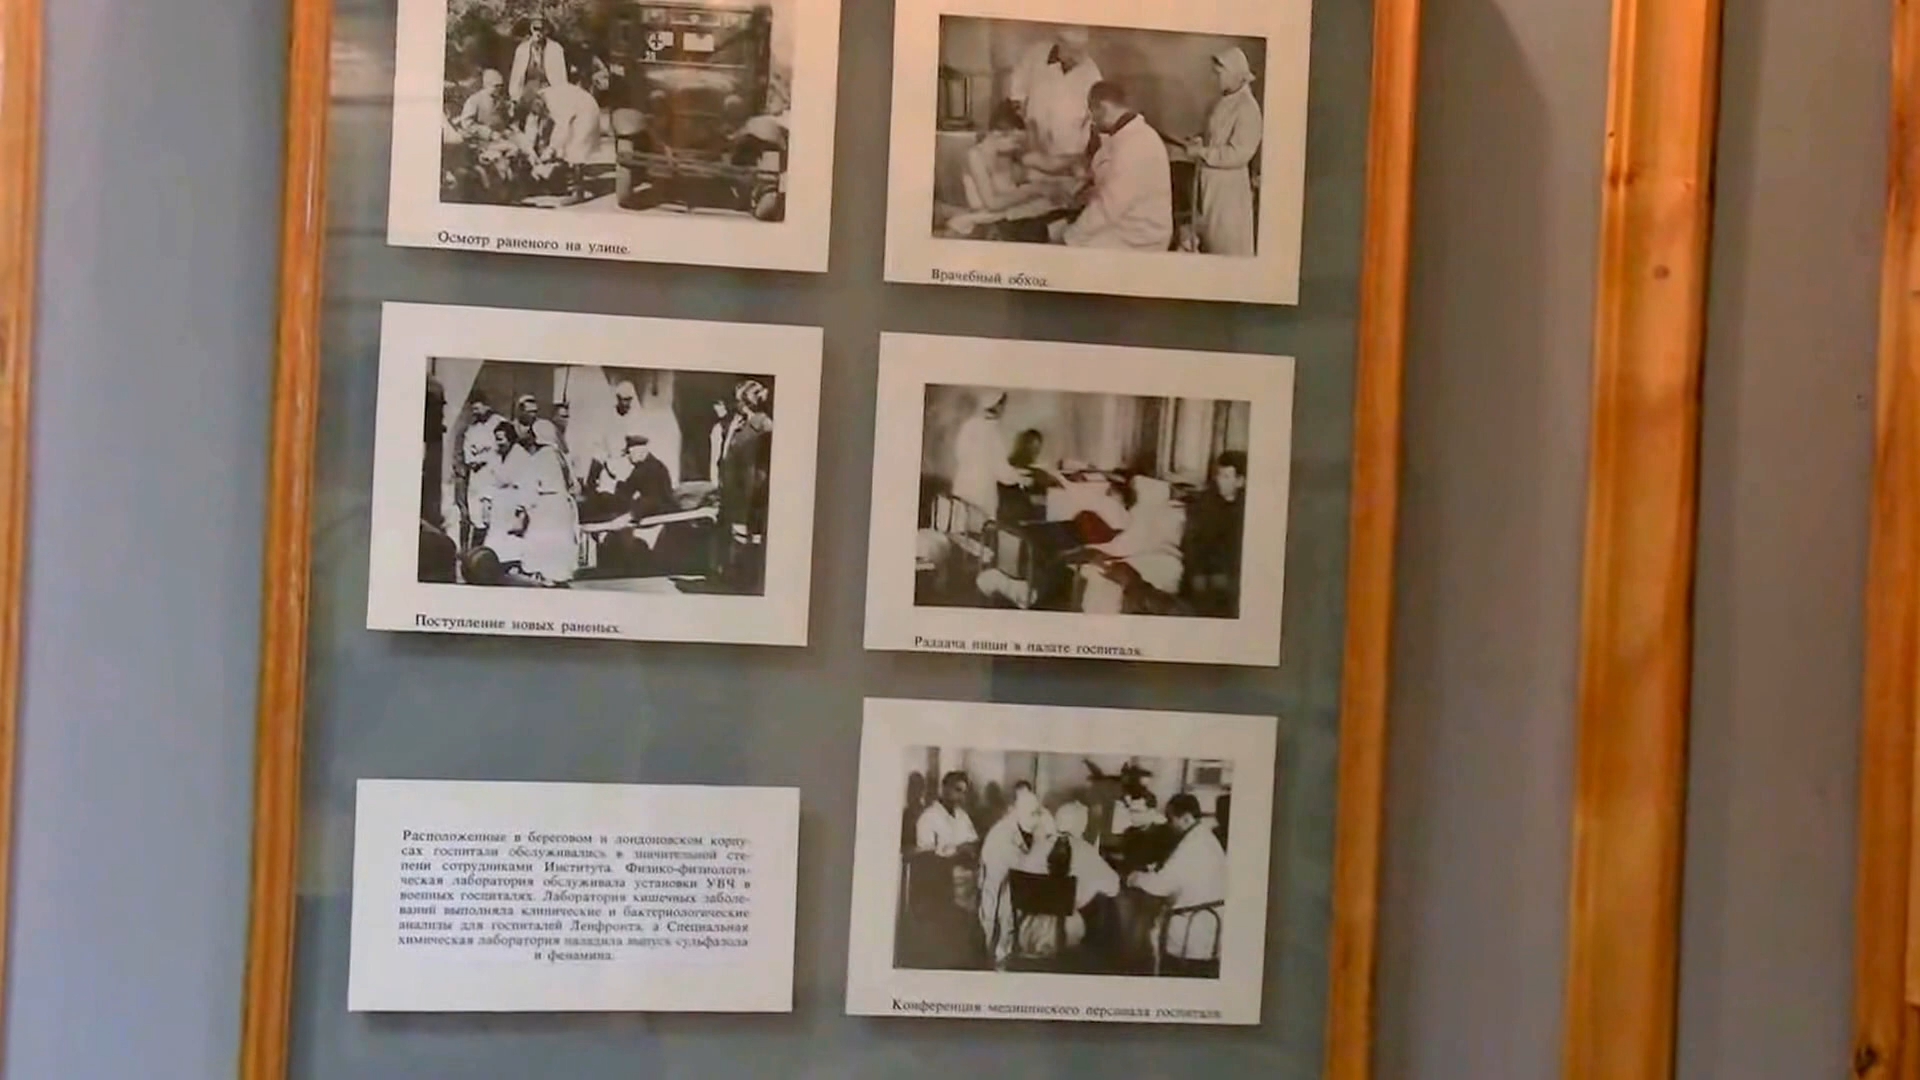 Осмотр раненого на улице.
Врачебный обход.
Поступление новых раненых.
Раздача пищи в палате госпиталя.
Расположенные в береговом и лондоновском корпу-
сах госпитали обслуживались в значительной сте-
пени сотрудниками Института. Физико-физиологи-
ческая лаборатория обслуживала установки УВЧ в
военных госпиталях. Лаборатория кишечных заболе-
ваний выполняла клинические и бактериологические
анализы для госпиталей Ленфронта, а Специальная
химическая лаборатория наладила выпуск сульфазола
и фенамина.
Конференция медицинского персонала госпиталя.